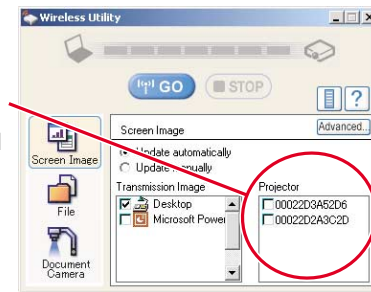 Wireless Utility
GO
STOP
?
Advanced...
Screen Image
Screen Image
Update automatically
Update manually
Transmission Image
Projector
Desktop
00022D3A52D6
Microsoft Power
00022D2A3C2D
File
Document
Camera